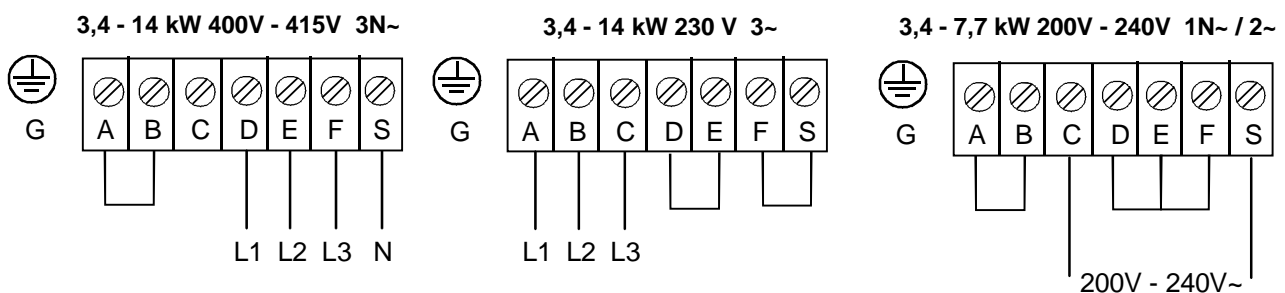 3,4 - 14 kW 400V - 415V 3N~
3,4 - 14 kW 230 V 3~
3,4 - 7,7 kW 200V - 240V 1N~ / 2~
G A B C D E F S
G A B C D E F S
G A B C D E F S
L1 L2 L3 N
L1 L2 L3
200V - 240V~